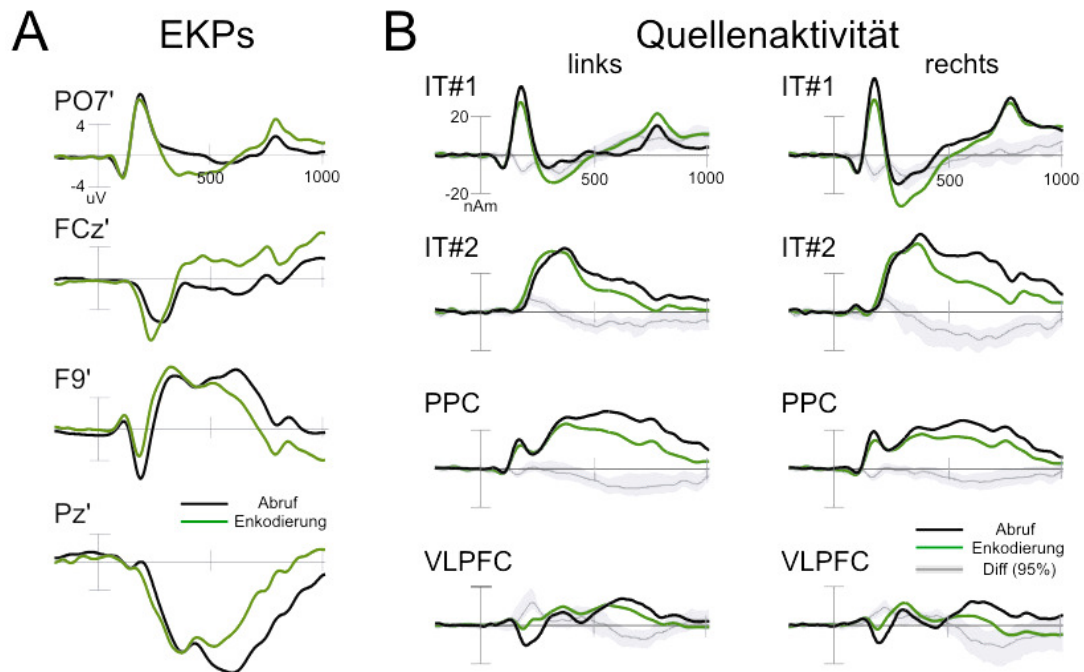 A
EKPs
PO7'
4
-4
uV
500
1000
FCz'
F9'
Pz'
Abruf
Enkodierung
B
Quellenaktivität
links
rechts
IT#1
20
-20
nAm
500
1000
IT#1
500
1000
IT#2
IT#2
PPC
PPC
VLPFC
VLPFC
Abruf
Enkodierung
Diff (95%)